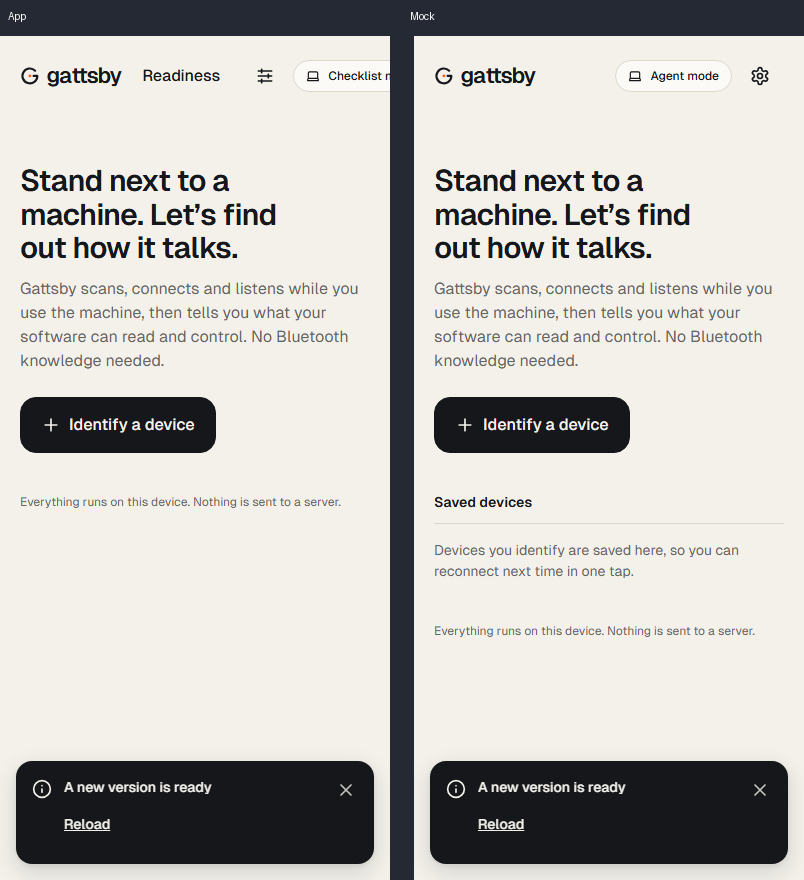 App
gattsby Readiness Checklist
Stand next to a
machine. Let’s find
out how it talks.
Gattsby scans, connects and listens while you
use the machine, then tells you what your
software can read and control. No Bluetooth
knowledge needed.
Identify a device
Everything runs on this device. Nothing is sent to a server.
A new version is ready
Reload
Mock
gattsby Agent mode
Stand next to a
machine. Let’s find
out how it talks.
Gattsby scans, connects and listens while you
use the machine, then tells you what your
software can read and control. No Bluetooth
knowledge needed.
Identify a device
Saved devices
Devices you identify are saved here, so you can
reconnect next time in one tap.
Everything runs on this device. Nothing is sent to a server.
A new version is ready
Reload